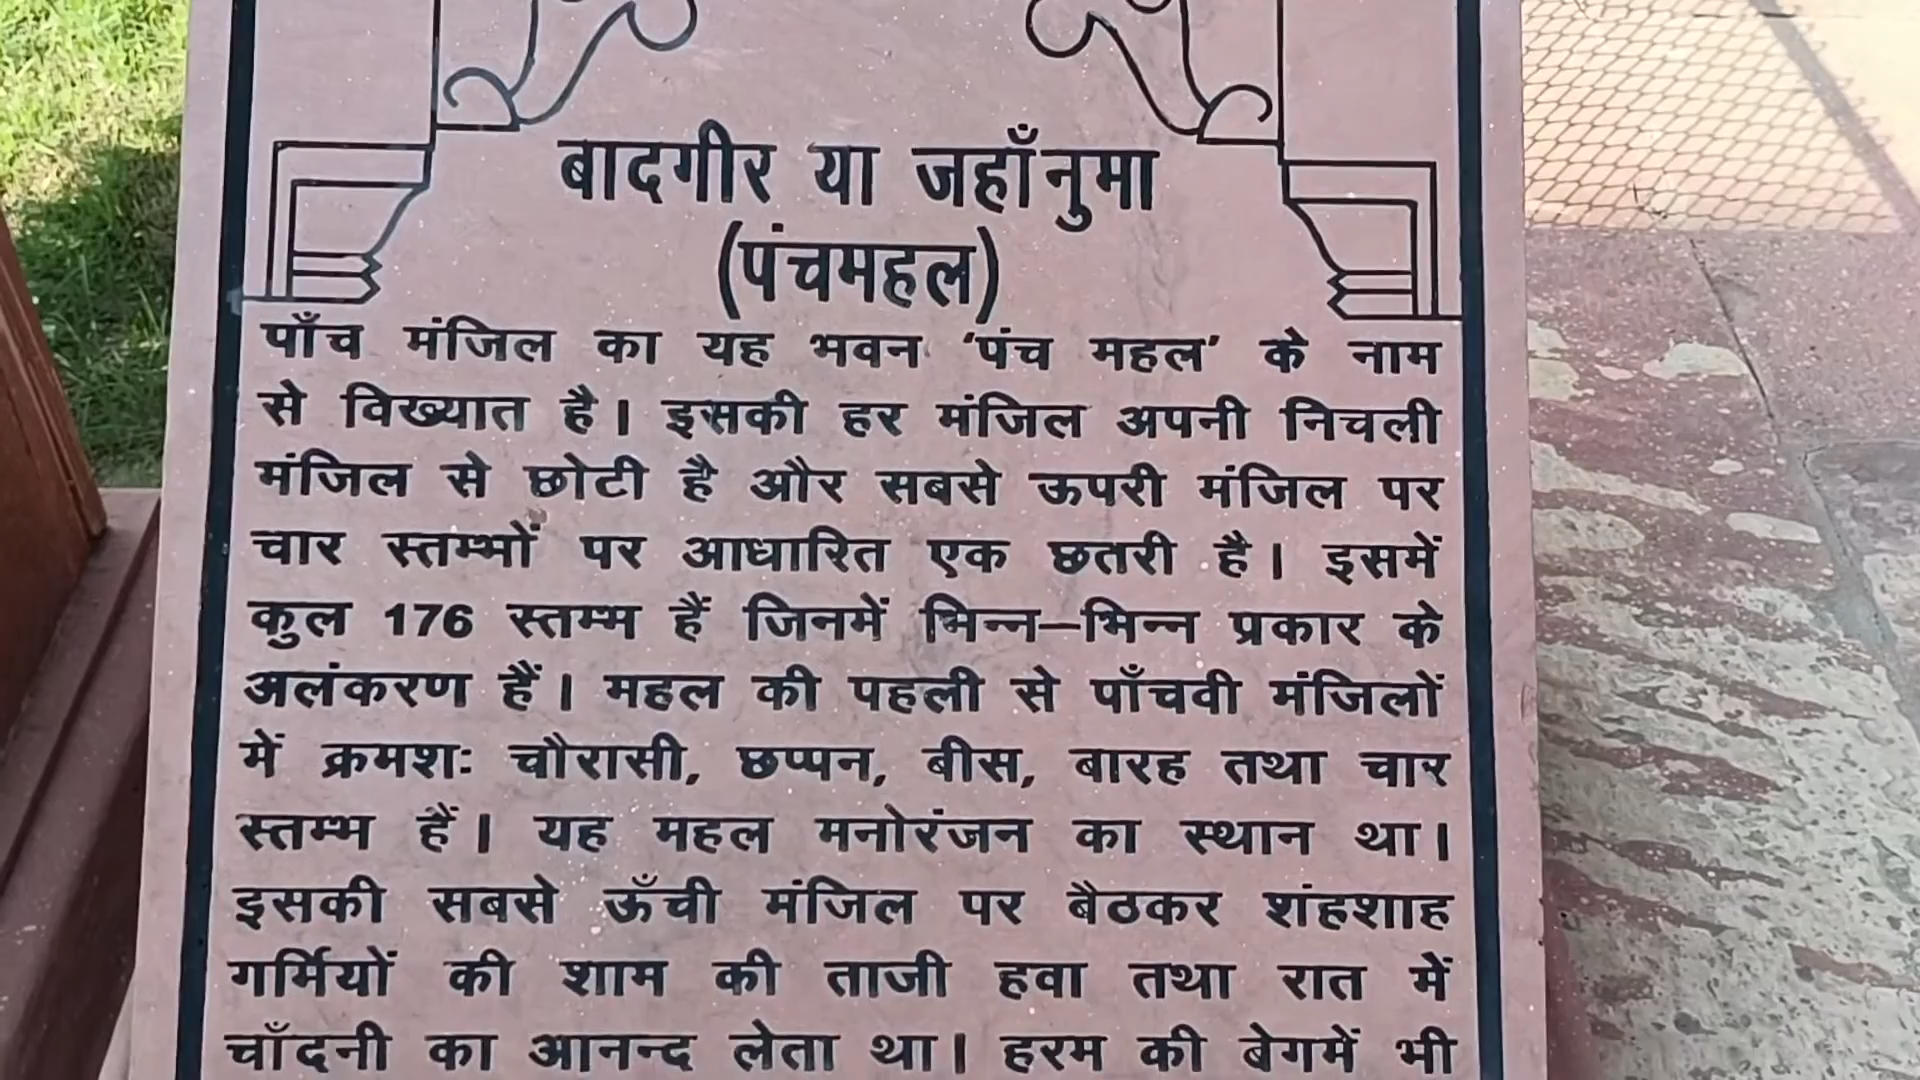 बादगीर या जहाँनुमा
(पंचमहल)
पाँच मंजिल का यह भवन ‘पंच महल’ के नाम
से विख्यात है। इसकी हर मंजिल अपनी निचली
मंजिल से छोटी है और सबसे ऊपरी मंजिल पर
चार स्तम्भों पर आधारित एक छतरी है। इसमें
कुल 176 स्तम्भ हैं जिनमें भिन्न–भिन्न प्रकार के
अलंकरण हैं। महल की पहली से पाँचवी मंजिलों
में क्रमशः चौरासी, छप्पन, बीस, बारह तथा चार
स्तम्भ हैं। यह महल मनोरंजन का स्थान था।
इसकी सबसे ऊँची मंजिल पर बैठकर शंहशाह
गर्मियों की शाम की ताजी हवा तथा रात में
चाँदनी का आनन्द लेता था। हरम की बेगमें भी